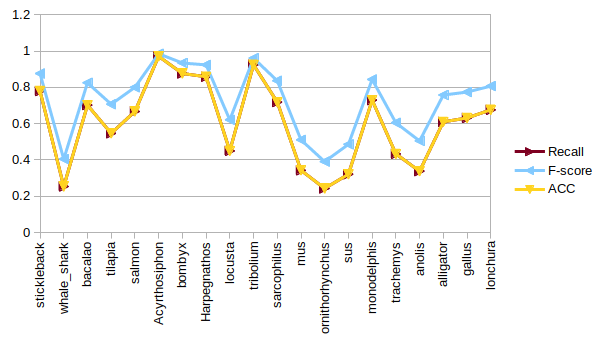 1.2
1
0.8
0.6
0.4
0.2
0
stickleback
whale_shark
bacalao
tilapia
salmon
Acyrthosiphon
bombyx
Harpegnathos
locusta
tribolium
sarcophilus
mus
ornithorhynchus
sus
monodelphis
trachemys
anolis
alligator
gallus
lonchura
Recall
F-score
ACC